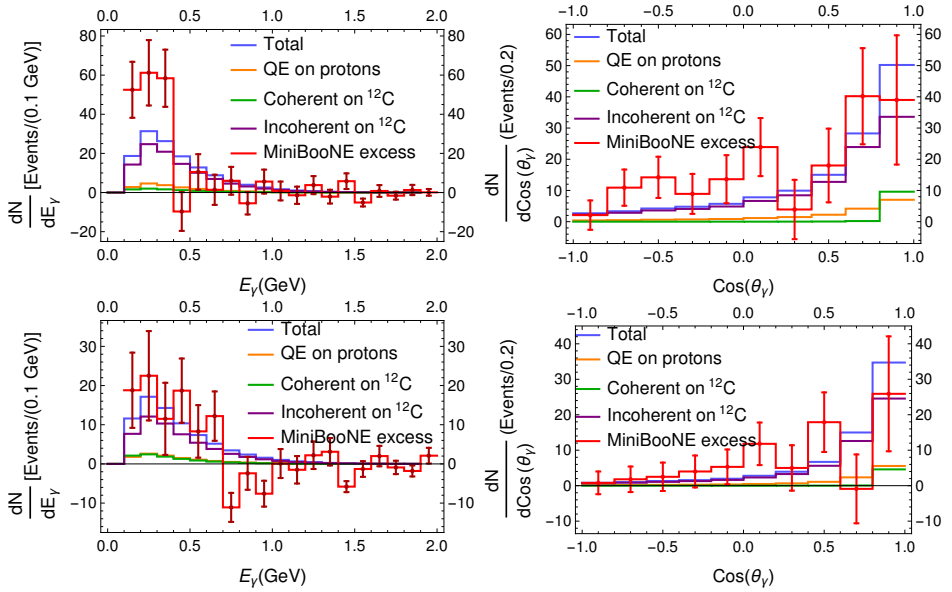 0.0 0.5 1.0 1.5 2.0
80
60
40
20
0
-20
80
60
40
20
0
-20
Total
QE on protons
Coherent on ¹²C
Incoherent on ¹²C
MiniBooNE excess
dN/dE_γ [Events/(0.1 GeV)]
0.0 0.5 1.0 1.5 2.0
E_γ(GeV)
-1.0 -0.5 0.0 0.5 1.0
60
50
40
30
20
10
0
60
50
40
30
20
10
0
Total
QE on protons
Coherent on ¹²C
Incoherent on ¹²C
MiniBooNE excess
dN/dCos(θ_γ) (Events/0.2)
-1.0 -0.5 0.0 0.5 1.0
Cos(θ_γ)
0.0 0.5 1.0 1.5 2.0
30
20
10
0
-10
30
20
10
0
-10
Total
QE on protons
Coherent on ¹²C
Incoherent on ¹²C
MiniBooNE excess
dN/dE_γ [Events/(0.1 GeV)]
0.0 0.5 1.0 1.5 2.0
E_γ(GeV)
-1.0 -0.5 0.0 0.5 1.0
40
30
20
10
0
-10
40
30
20
10
0
-10
Total
QE on protons
Coherent on ¹²C
Incoherent on ¹²C
MiniBooNE excess
dN/dCos(θ_γ) (Events/0.2)
-1.0 -0.5 0.0 0.5 1.0
Cos(θ_γ)